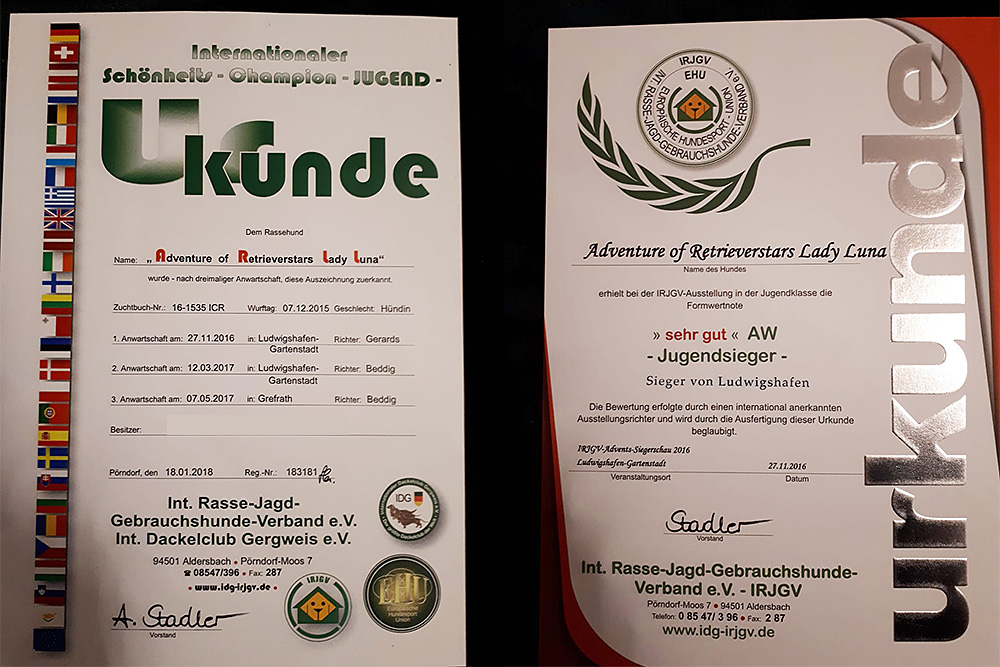 Internationaler
Schönheits - Champion - JUGEND -
Urkunde
Dem Rassehund
Name: „Adventure of Retrieverstars Lady Luna“
wurde - nach dreimaliger Anwartschaft, diese Auszeichnung zuerkannt.
Zuchtbuch-Nr.: 16-1535 ICR Wurftag: 07.12.2015 Geschlecht: Hündin
1. Anwartschaft am: 27.11.2016 in: Ludwigshafen- Richter: Gerards
Gartenstadt
2. Anwartschaft am: 12.03.2017 in: Ludwigshafen- Richter: Beddig
Gartenstadt
3. Anwartschaft am: 07.05.2017 in: Grefrath Richter: Beddig
Besitzer:
Pörndorf, den 18.01.2018 Reg.-Nr.: 183181
Int. Rasse-Jagd-
Gebrauchshunde-Verband e.V.
Int. Dackelclub Gergweis e.V.
94501 Aldersbach • Pörndorf-Moos 7
☎ 08547/396 • Fax: 287
• www.idg-irjgv.de •
A. Stadler
Vorstand
IDG
IRJGV
EHU
Europäische
Hundesport
Union
IRJGV
EHU
INT. RASSE-JAGD-GEBRAUCHSHUNDE-VERBAND e.V.
EUROPÄISCHE HUNDESPORT - UNION
urkunde
Adventure of Retrieverstars Lady Luna
Name des Hundes
erhielt bei der IRJGV-Ausstellung in der Jugendklasse die
Formwertnote
» sehr gut « AW
- Jugendsieger -
Sieger von Ludwigshafen
Die Bewertung erfolgte durch einen international anerkannten
Ausstellungsrichter und wird durch die Ausfertigung dieser Urkunde
beglaubigt.
IRJGV-Advents-Siegerschau 2016
Ludwigshafen-Gartenstadt 27.11.2016
Veranstaltungsort Datum
Stadler
Vorstand
Int. Rasse-Jagd-Gebrauchshunde-
Verband e.V. - IRJGV
Pörndorf-Moos 7 • 94501 Aldersbach
Telefon: 0 85 47/ 3 96 • Fax: 2 87
www.idg-irjgv.de